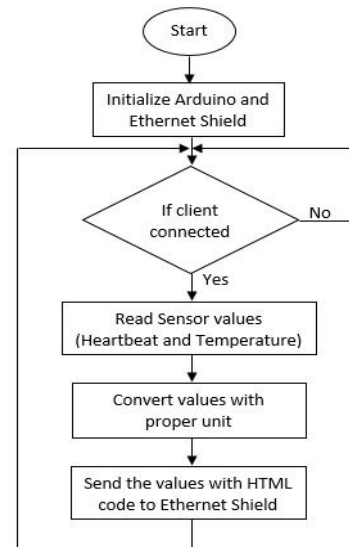 Start
Initialize Arduino and
Ethernet Shield
If client
connected
No
Yes
Read Sensor values
(Heartbeat and Temperature)
Convert values with
proper unit
Send the values with HTML
code to Ethernet Shield